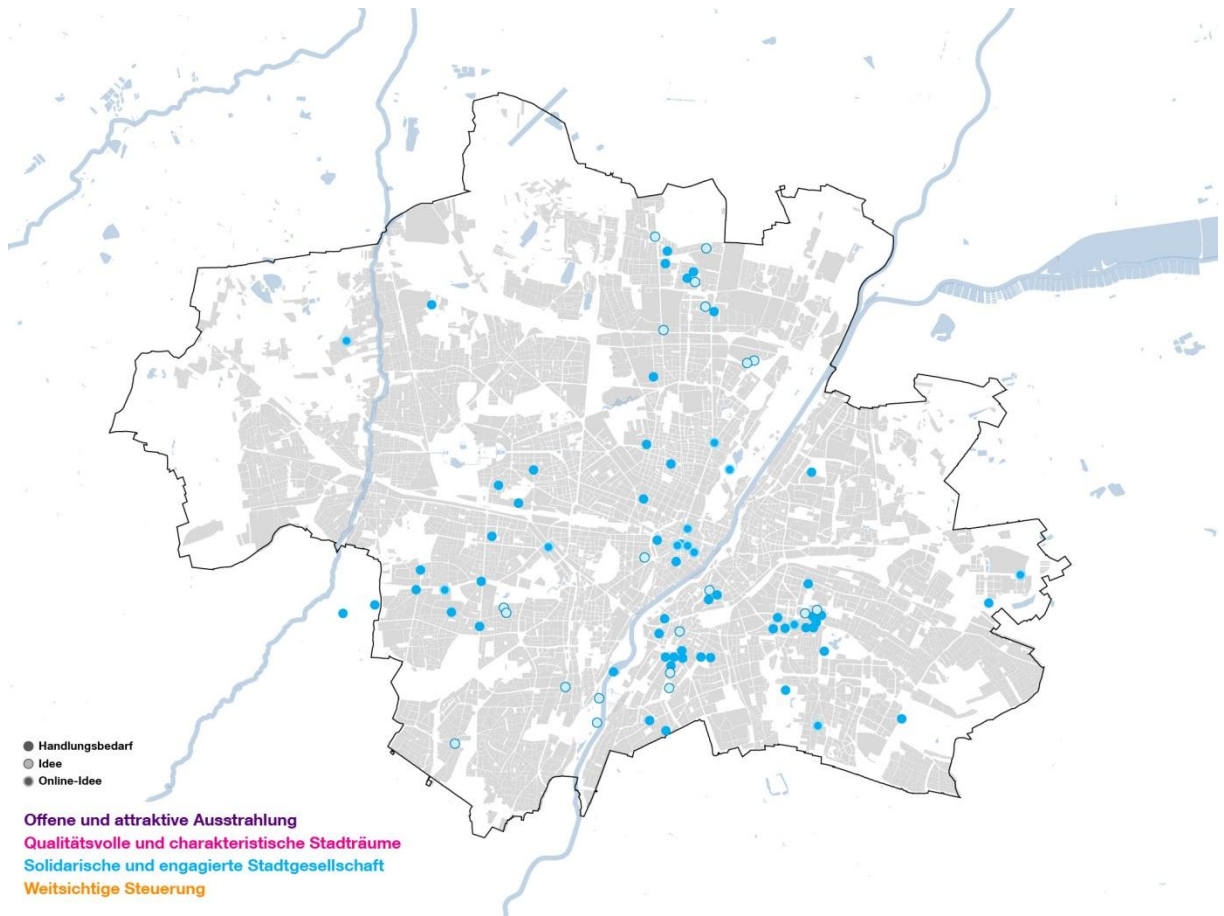 Handlungsbedarf
Idee
Online-Idee
Offene und attraktive Ausstrahlung
Qualitätsvolle und charakteristische Stadträume
Solidarische und engagierte Stadtgesellschaft
Weitsichtige Steuerung